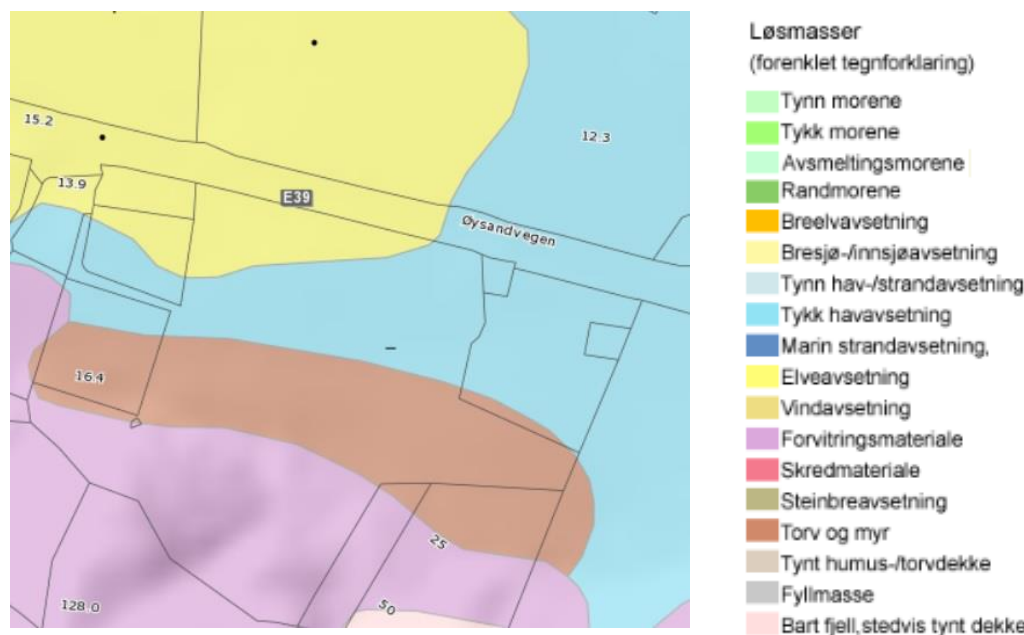 15.2
13.9
E39
12.3
Øysandvegen
16.4
25
128.0
50
Løsmasser
(forenklet tegnforklaring)
Tynn morene
Tykk morene
Avsmeltingsmorene
Randmorene
Breelvavsetning
Bresjø-/innsjøavsetning
Tynn hav-/strandavsetning
Tykk havavsetning
Marin strandavsetning,
Elveavsetning
Vindavsetning
Forvitringsmateriale
Skredmateriale
Steinbreavsetning
Torv og myr
Tynt humus-/torvdekke
Fyllmasse
Bart fjell, stedvis tynt dekke